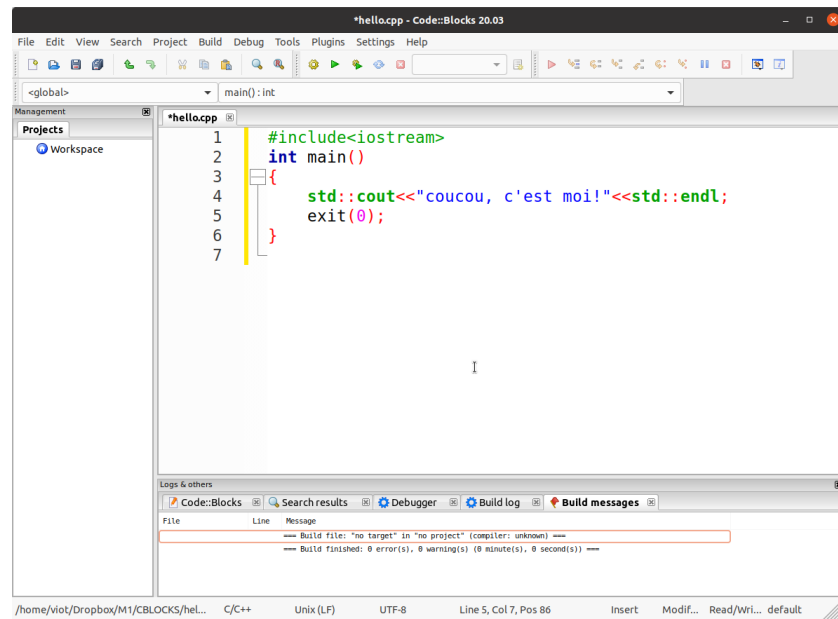 *hello.cpp - Code::Blocks 20.03
File Edit View Search Project Build Debug Tools Plugins Settings Help
<global> main() : int
Management
Projects
Workspace
*hello.cpp
1 #include<iostream>
2 int main()
3 {
4 std::cout<<"coucou, c'est moi!"<<std::endl;
5 exit(0);
6 }
7
Logs & others
Code::Blocks Search results Debugger Build log Build messages
File Line Message
=== Build file: "no target" in "no project" (compiler: unknown) ===
=== Build finished: 0 error(s), 0 warning(s) (0 minute(s), 0 second(s)) ===
/home/viot/Dropbox/M1/CBLOCKS/hel... C/C++ Unix (LF) UTF-8 Line 5, Col 7, Pos 86 Insert Modif... Read/Wri... default